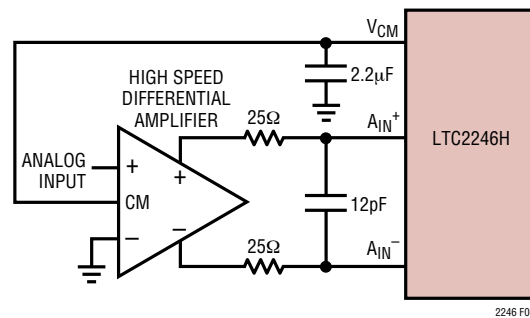 V_CM
HIGH SPEED
DIFFERENTIAL
AMPLIFIER
2.2μF
25Ω
A_IN^+
LTC2246H
ANALOG
INPUT
+
+
CM
12pF
−
−
25Ω
A_IN^−
2246 F0